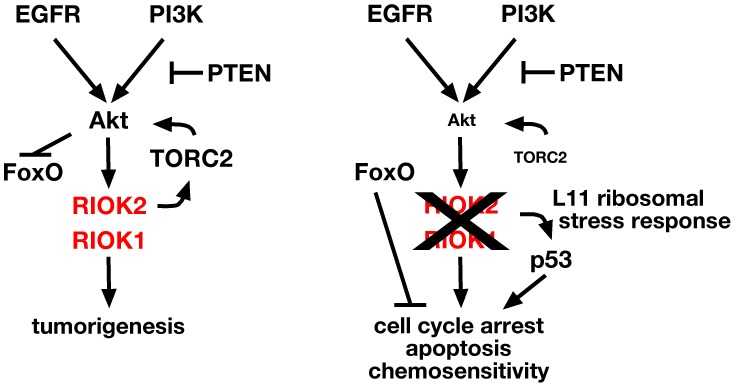 EGFR PI3K
PTEN
Akt
TORC2
FoxO
RIOK2
RIOK1
tumorigenesis
EGFR PI3K
PTEN
Akt
TORC2
FoxO
RIOK2
RIOK1
L11 ribosomal
stress response
p53
cell cycle arrest
apoptosis
chemosensitivity